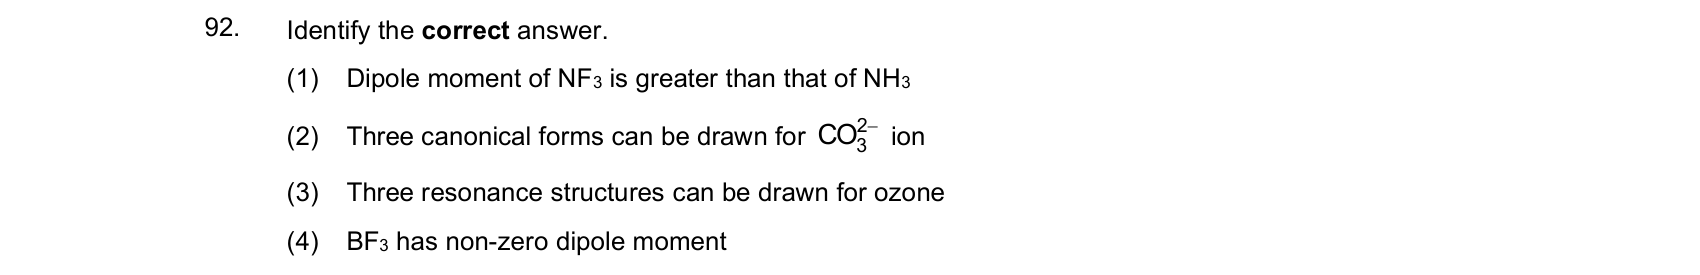 92. Identify the correct answer.
(1) Dipole moment of NF3 is greater than that of NH3
(2) Three canonical forms can be drawn for CO₃²⁻ ion
(3) Three resonance structures can be drawn for ozone
(4) BF3 has non-zero dipole moment